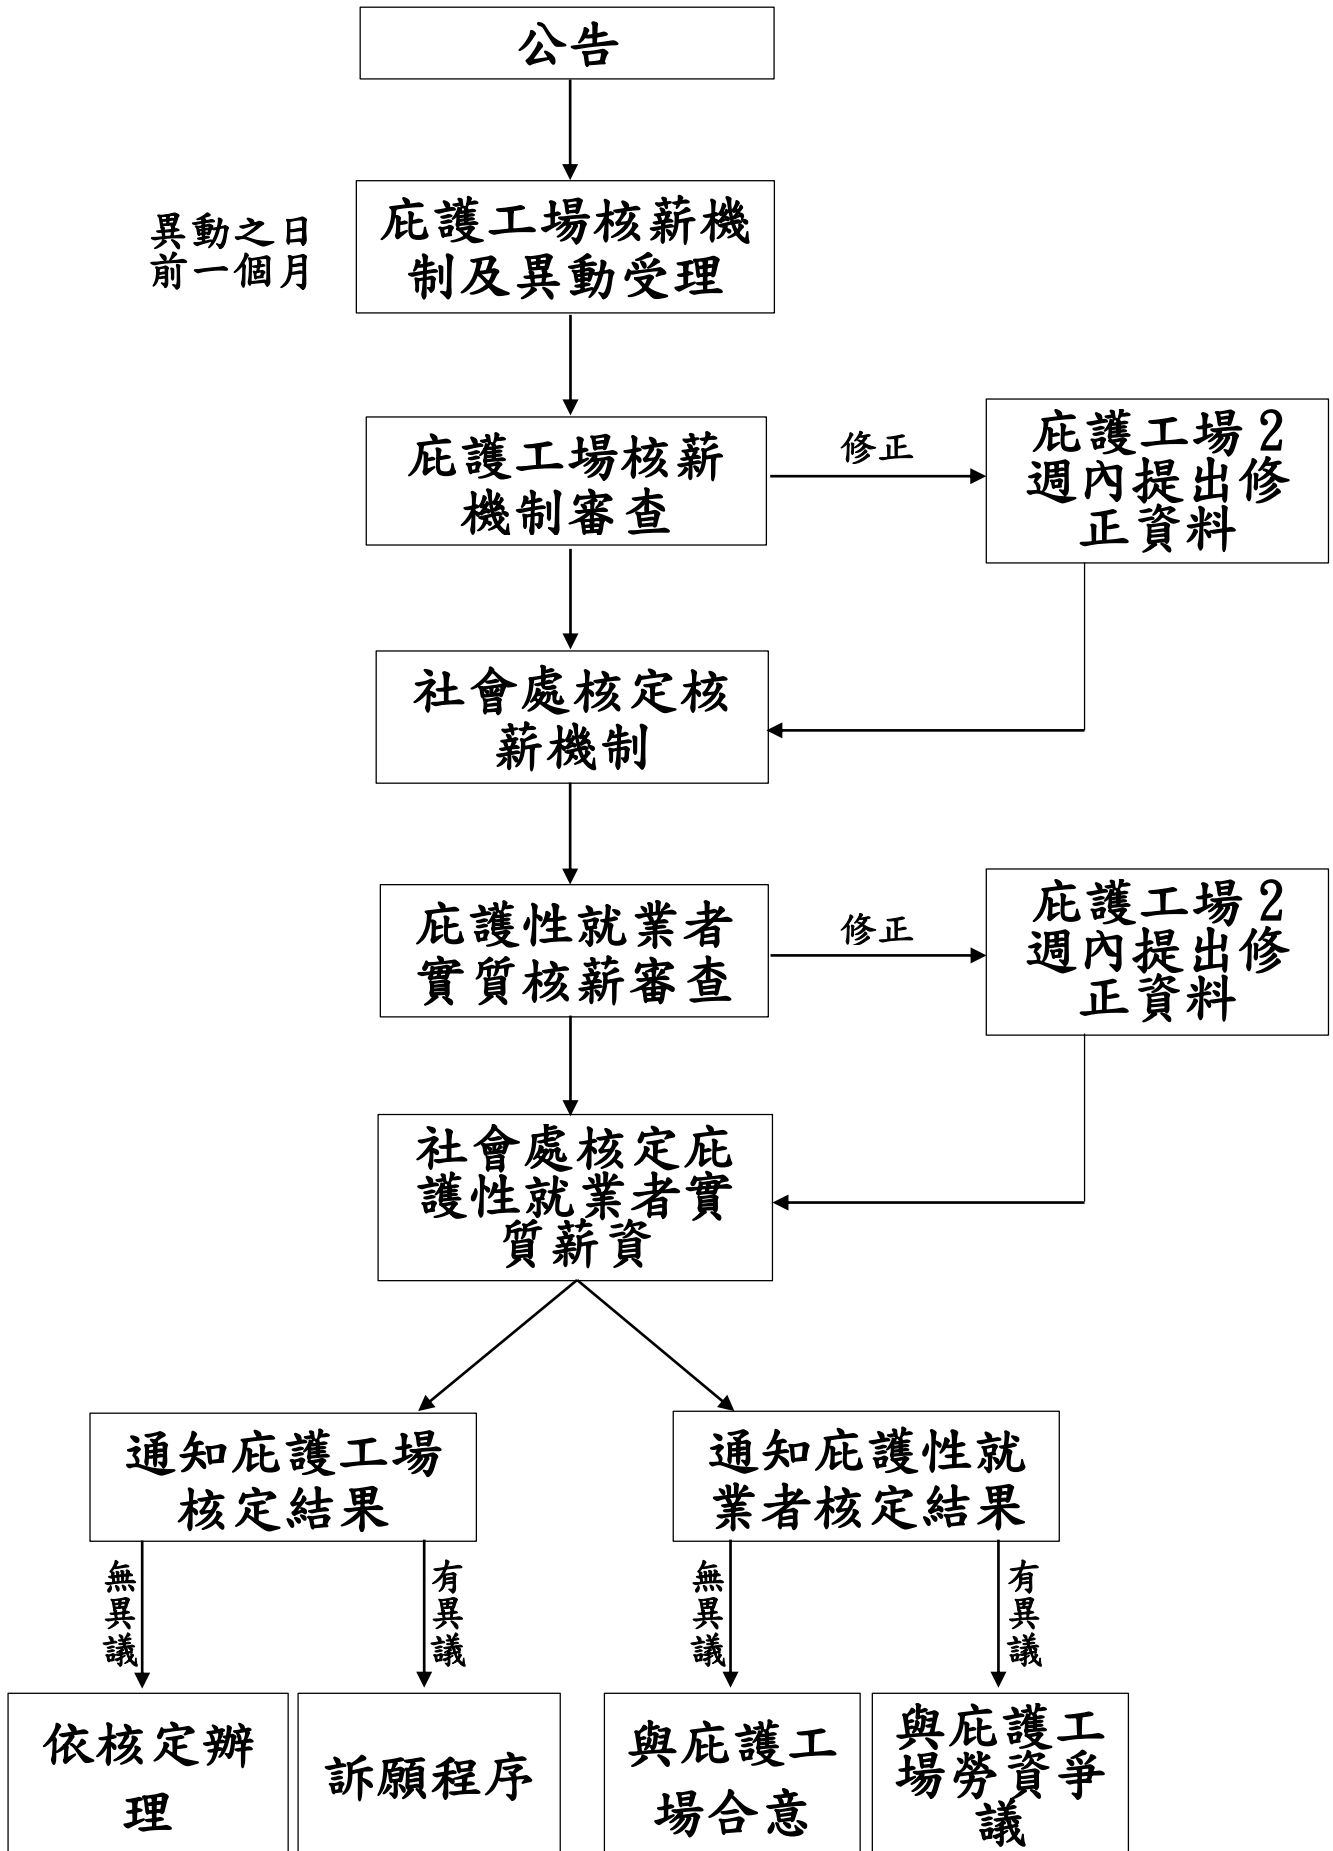 公告
異動之日
前一個月
庇護工場核薪機
制及異動受理
庇護工場核薪
機制審查
修正
庇護工場2
週內提出修
正資料
社會處核定核
薪機制
庇護性就業者
實質核薪審查
修正
庇護工場2
週內提出修
正資料
社會處核定庇
護性就業者實
質薪資
通知庇護工場
核定結果
通知庇護性就
業者核定結果
無異議
有異議
無異議
有異議
依核定辦
理
訴願程序
與庇護工
場合意
與庇護工
場勞資爭
議